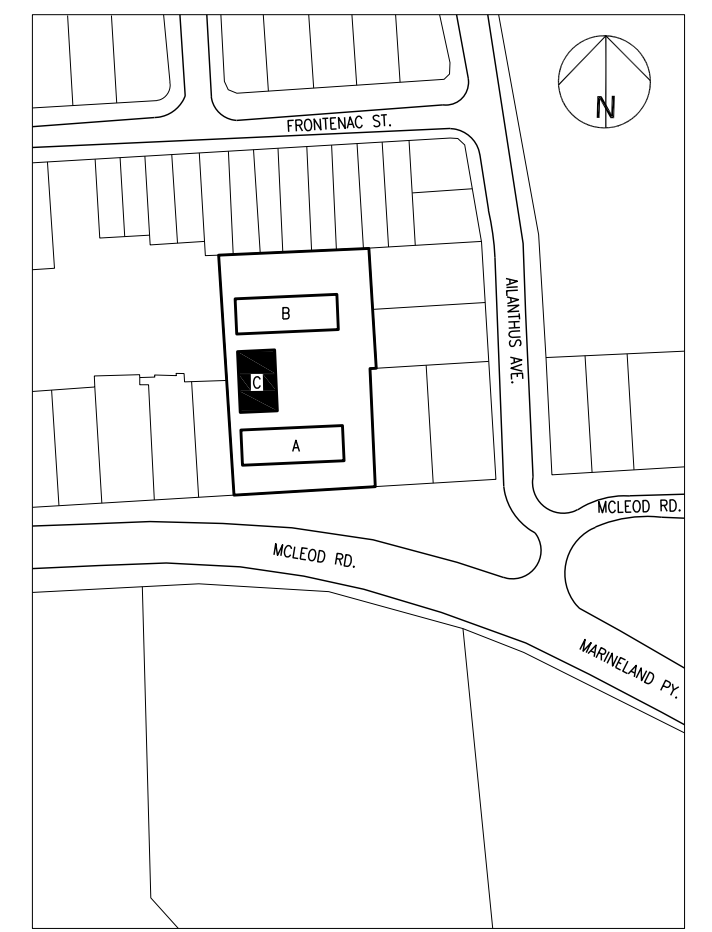 N
FRONTENAC ST.
AILANTHUS AVE.
B
C
A
MCLEOD RD.
MCLEOD RD.
MARINELAND PY.